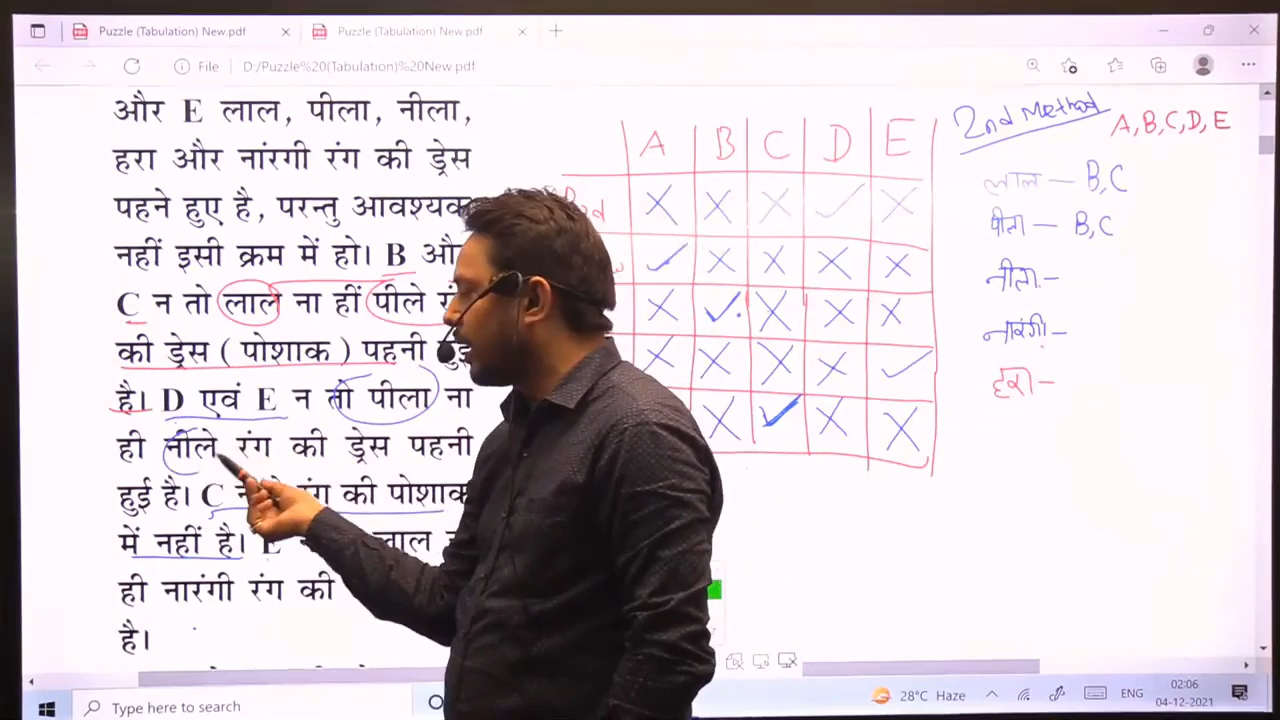 Puzzle (Tabulation) New.pdf
Puzzle (Tabulation) New.pdf
File D:/Puzzle%20(Tabulation)%20New.pdf
और E लाल, पीला, नीला,
हरा और नांरगी रंग की ड्रेस
पहने हुए है, परन्तु आवश्यक
नहीं इसी क्रम में हो। B
C न तो लाल ना हीं पीले
की ड्रेस ( पोशाक ) पहनी हुई
है। D एवं E न तो पीला ना
ही नीले रंग की ड्रेस पहनी
हुई है। C रंग की पोशाक
में नहीं है। E लाल
ही नारंगी रंग की
है।
A B C D E
2nd Method
A, B, C, D, E
लाल — B, C
पीला — B, C
नीला -
नारंगी -
हरा -
Type here to search
28°C Haze
ENG
02:06
04-12-2021